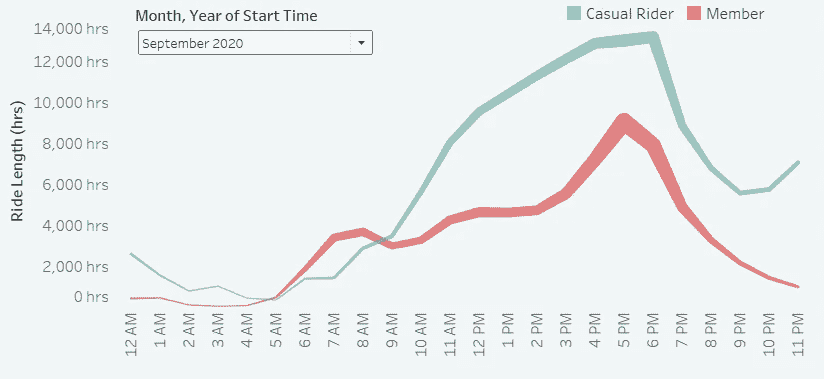 Month, Year of Start Time
September 2020
Casual Rider
Member
Ride Length (hrs)
14,000 hrs
12,000 hrs
10,000 hrs
8,000 hrs
6,000 hrs
4,000 hrs
2,000 hrs
0 hrs
12 AM
1 AM
2 AM
3 AM
4 AM
5 AM
6 AM
7 AM
8 AM
9 AM
10 AM
11 AM
12 PM
1 PM
2 PM
3 PM
4 PM
5 PM
6 PM
7 PM
8 PM
9 PM
10 PM
11 PM